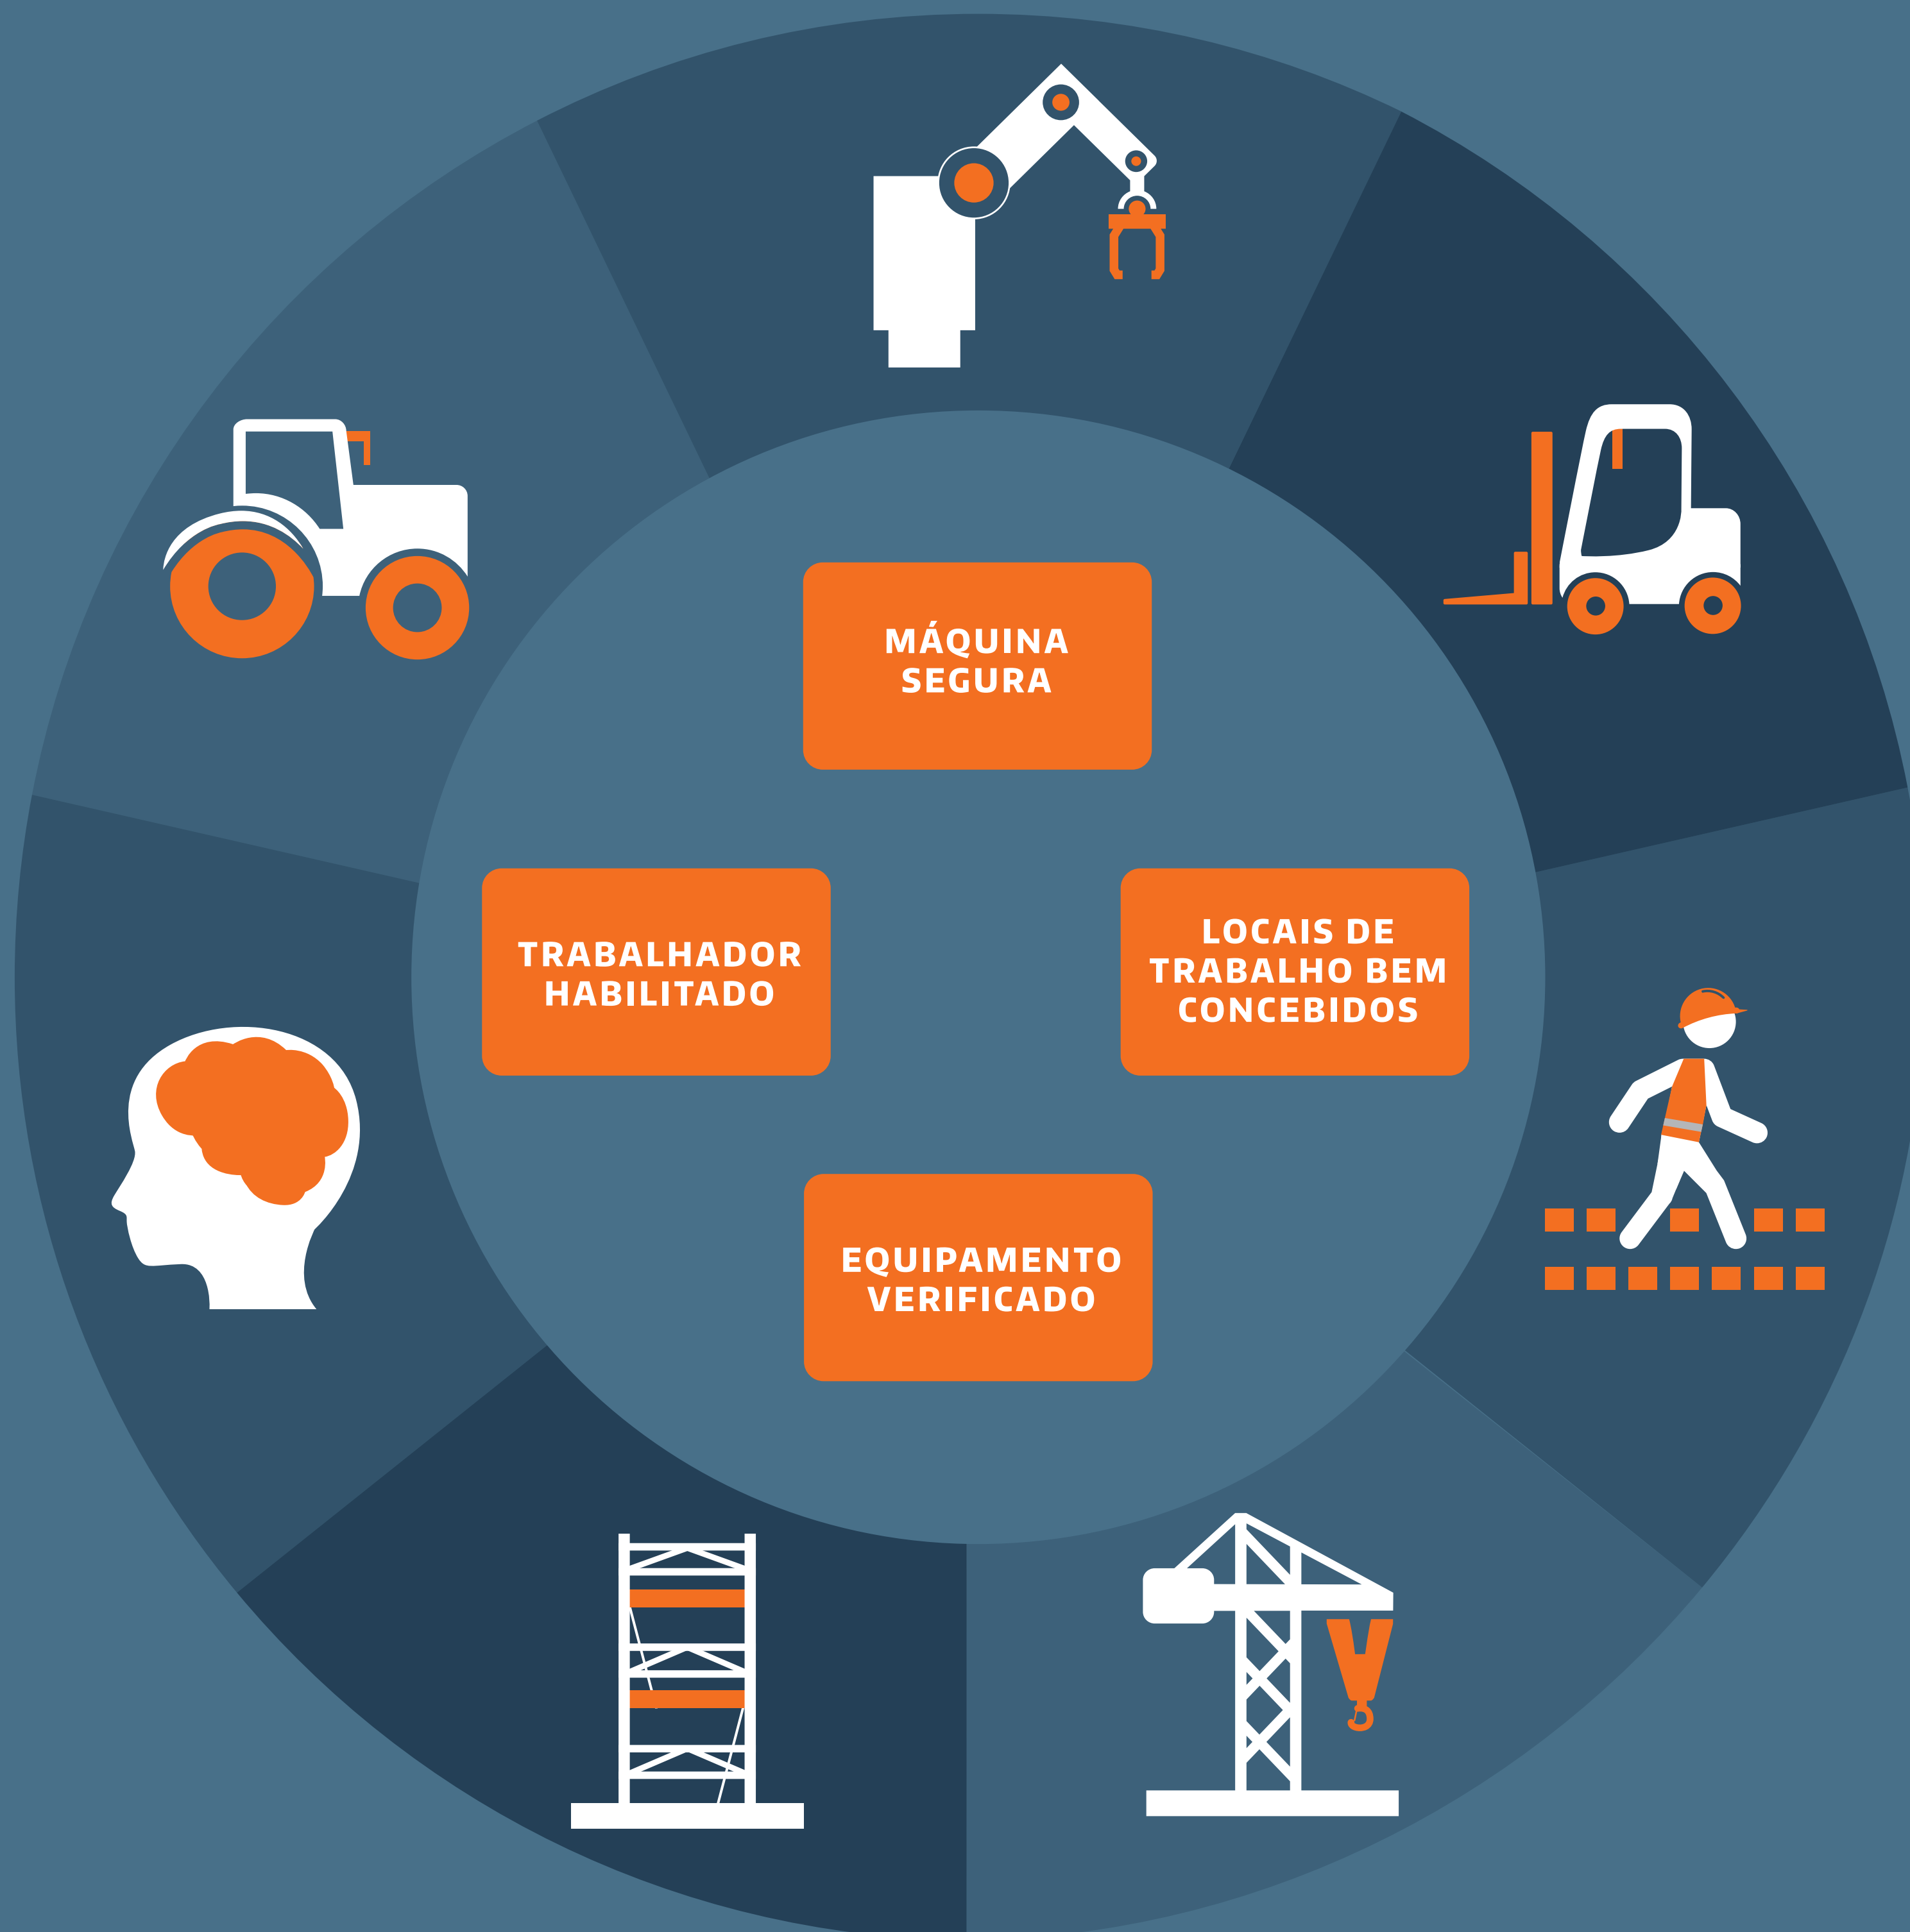 MÁQUINA
SEGURA
TRABALHADOR
HABILITADO
LOCAIS DE
TRABALHO BEM
CONCEBIDOS
EQUIPAMENTO
VERIFICADO